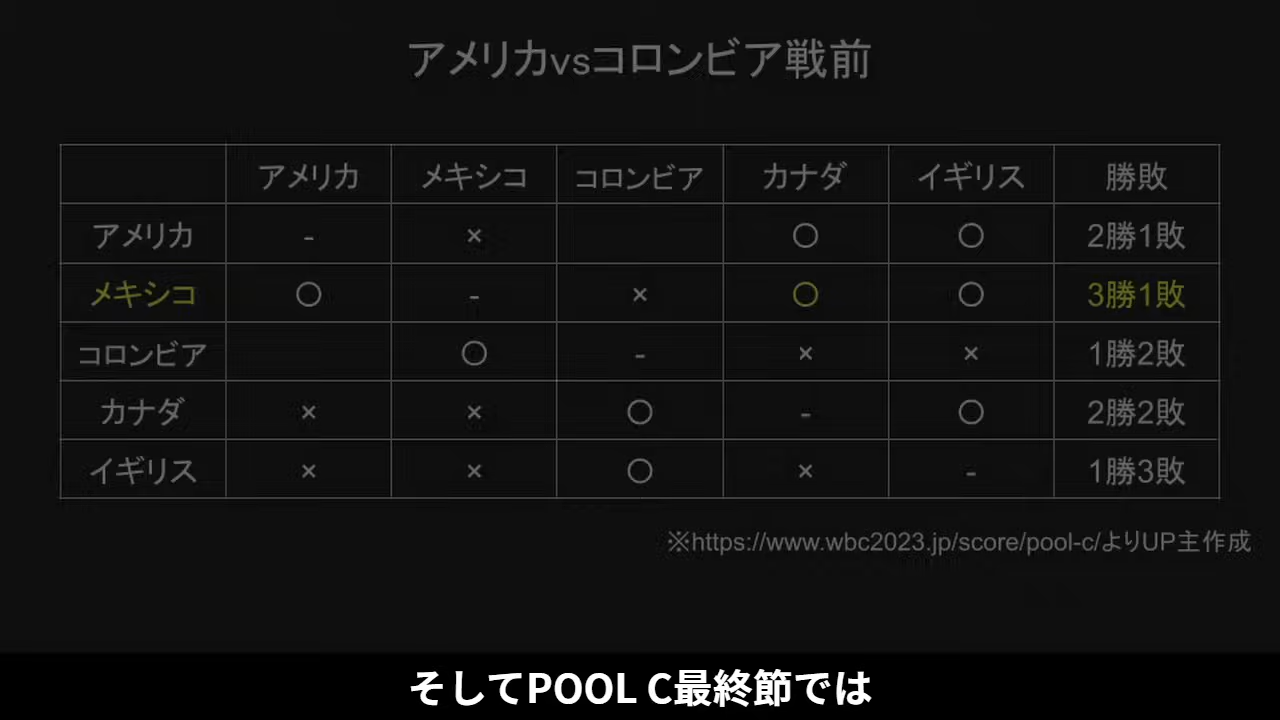 アメリカvsコロンビア戦前
アメリカ メキシコ コロンビア カナダ イギリス 勝敗
アメリカ - × ○ ○ 2勝1敗
メキシコ ○ - × ○ ○ 3勝1敗
コロンビア ○ - × × 1勝2敗
カナダ × × ○ - ○ 2勝2敗
イギリス × × ○ × - 1勝3敗
※https://www.wbc2023.jp/score/pool-c/よりUP主作成
そしてPOOL C最終節では